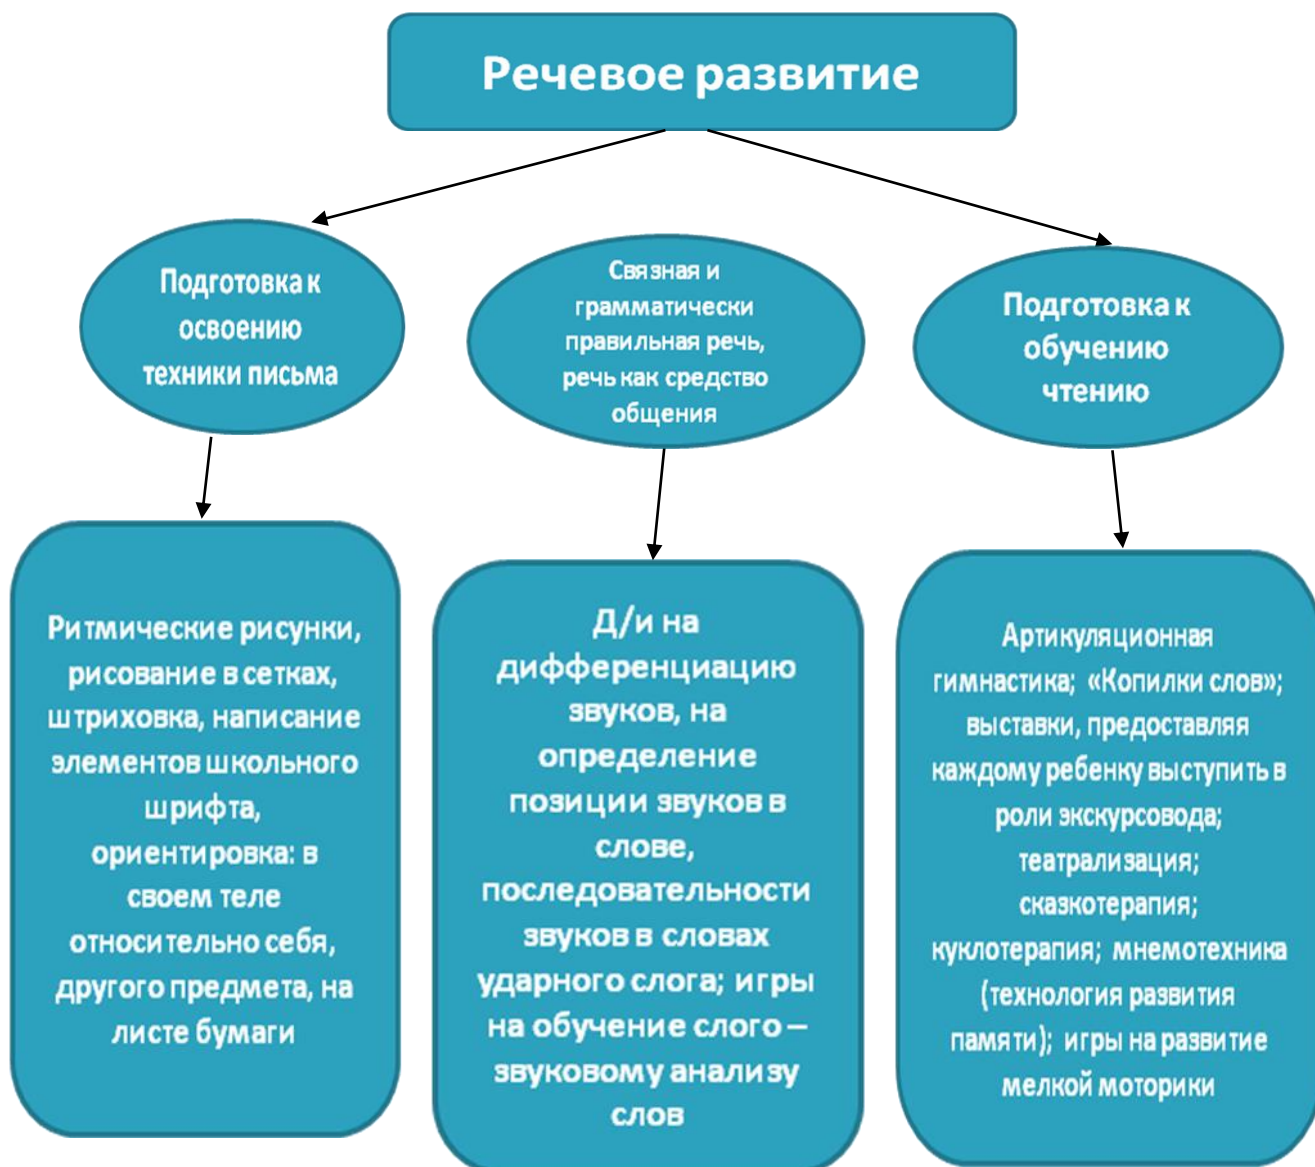 Речевое развитие
Подготовка к
освоению
техники письма
Связная и
грамматически
правильная речь,
речь как средство
общения
Подготовка к
обучению
чтению
Ритмические рисунки,
рисование в сетках,
штриховка, написание
элементов школьного
шрифта,
ориентировка: в
своем теле
относительно себя,
другого предмета, на
листе бумаги
Д/и на
дифференциацию
звуков, на
определение
позиции звуков в
слове,
последовательности
звуков в словах
ударного слога; игры
на обучение слого –
звуковому анализу
слов
Артикуляционная
гимнастика; «Копилки слов»;
выставки, предоставляя
каждому ребенку выступить в
роли экскурсовода;
театрализация;
сказкотерапия;
куклотерапия; мнемотехника
(технология развития
памяти); игры на развитие
мелкой моторики